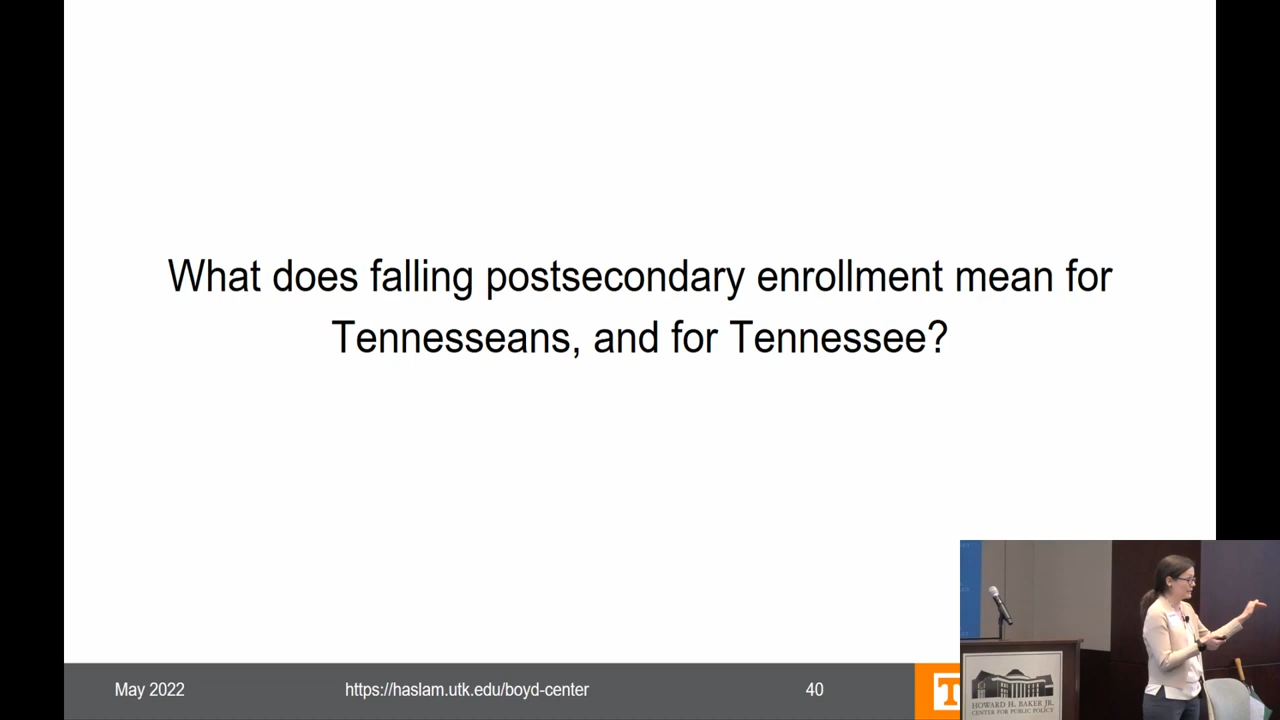 What does falling postsecondary enrollment mean for
Tennesseans, and for Tennessee?
May 2022
https://haslam.utk.edu/boyd-center
40
T
HOWARD H. BAKER JR.
CENTER FOR PUBLIC POLICY